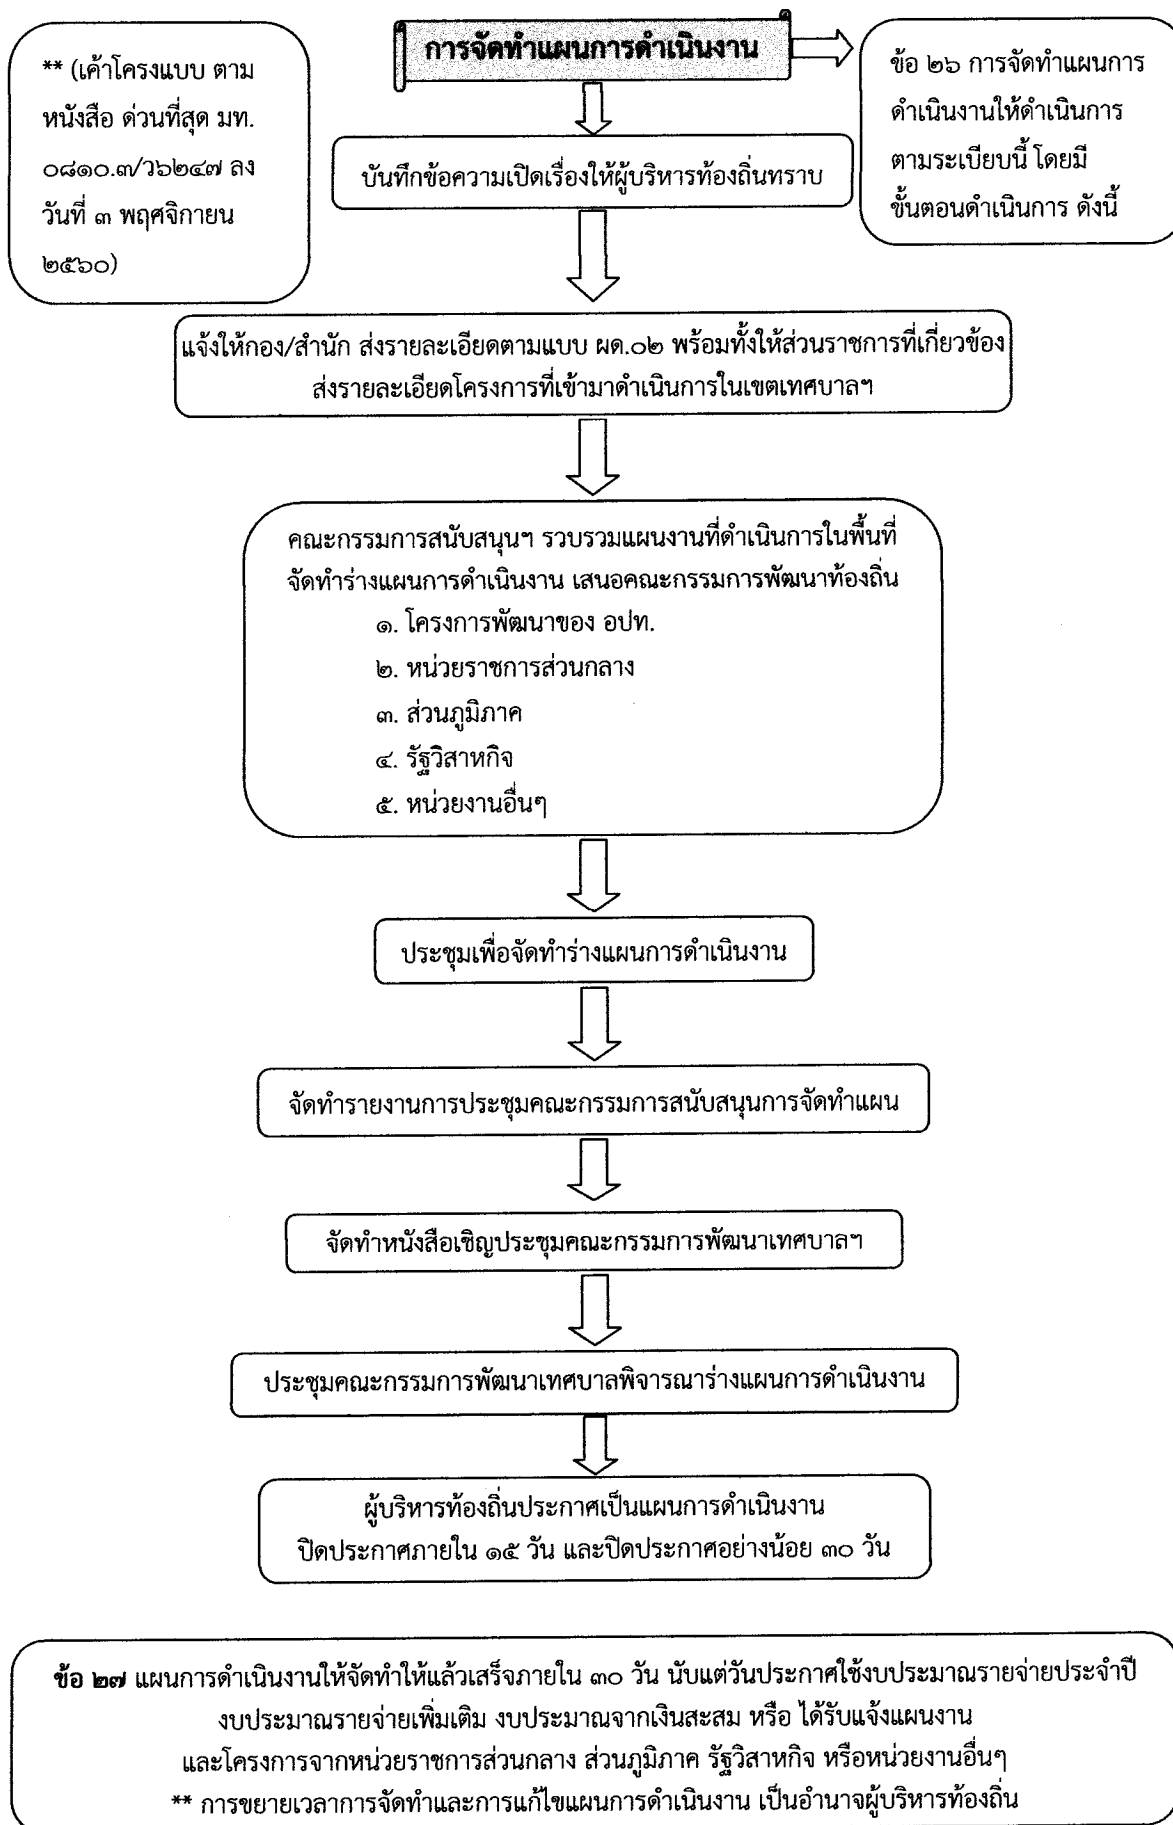 การจัดทำแผนการดำเนินงาน
** (เค้าโครงแบบ ตาม
หนังสือ ด่วนที่สุด มท.
๐๘๑๐.๓/ว๖๒๔๗ ลง
วันที่ ๓ พฤศจิกายน
๒๕๖๐)
ข้อ ๒๖ การจัดทำแผนการ
ดำเนินงานให้ดำเนินการ
ตามระเบียบนี้ โดยมี
ขั้นตอนดำเนินการ ดังนี้
บันทึกข้อความเปิดเรื่องให้ผู้บริหารท้องถิ่นทราบ
แจ้งให้กอง/สำนัก ส่งรายละเอียดตามแบบ ผด.๐๒ พร้อมทั้งให้ส่วนราชการที่เกี่ยวข้อง
ส่งรายละเอียดโครงการที่เข้ามาดำเนินการในเขตเทศบาลฯ
คณะกรรมการสนับสนุนฯ รวบรวมแผนงานที่ดำเนินการในพื้นที่
จัดทำร่างแผนการดำเนินงาน เสนอคณะกรรมการพัฒนาท้องถิ่น
๑. โครงการพัฒนาของ อปท.
๒. หน่วยราชการส่วนกลาง
๓. ส่วนภูมิภาค
๔. รัฐวิสาหกิจ
๕. หน่วยงานอื่นๆ
ประชุมเพื่อจัดทำร่างแผนการดำเนินงาน
จัดทำรายงานการประชุมคณะกรรมการสนับสนุนการจัดทำแผน
จัดทำหนังสือเชิญประชุมคณะกรรมการพัฒนาเทศบาลฯ
ประชุมคณะกรรมการพัฒนาเทศบาลพิจารณาร่างแผนการดำเนินงาน
ผู้บริหารท้องถิ่นประกาศเป็นแผนการดำเนินงาน
ปิดประกาศภายใน ๑๕ วัน และปิดประกาศอย่างน้อย ๓๐ วัน
ข้อ ๒๗ แผนการดำเนินงานให้จัดทำให้แล้วเสร็จภายใน ๓๐ วัน นับแต่วันประกาศใช้งบประมาณรายจ่ายประจำปี
งบประมาณรายจ่ายเพิ่มเติม งบประมาณจากเงินสะสม หรือ ได้รับแจ้งแผนงาน
และโครงการจากหน่วยราชการส่วนกลาง ส่วนภูมิภาค รัฐวิสาหกิจ หรือหน่วยงานอื่นๆ
** การขยายเวลาการจัดทำและการแก้ไขแผนการดำเนินงาน เป็นอำนาจผู้บริหารท้องถิ่น